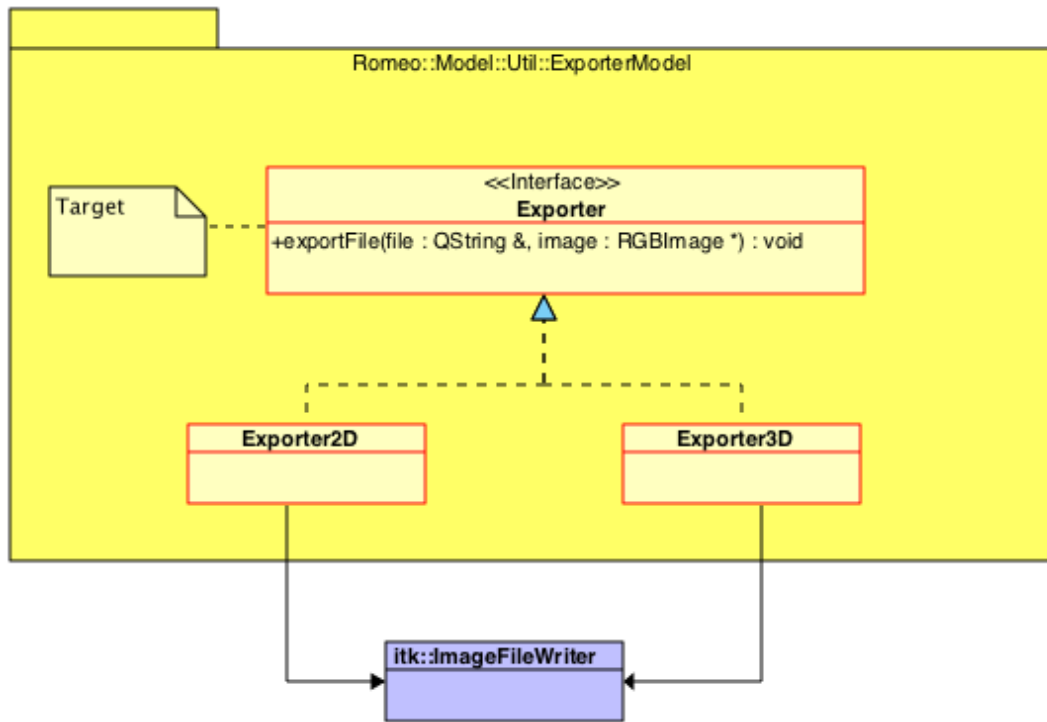 Romeo::Model::Util::ExporterModel
Target
<<Interface>>
Exporter
+exportFile(file : QString &, image : RGBImage *) : void
Exporter2D
Exporter3D
itk::ImageFileWriter